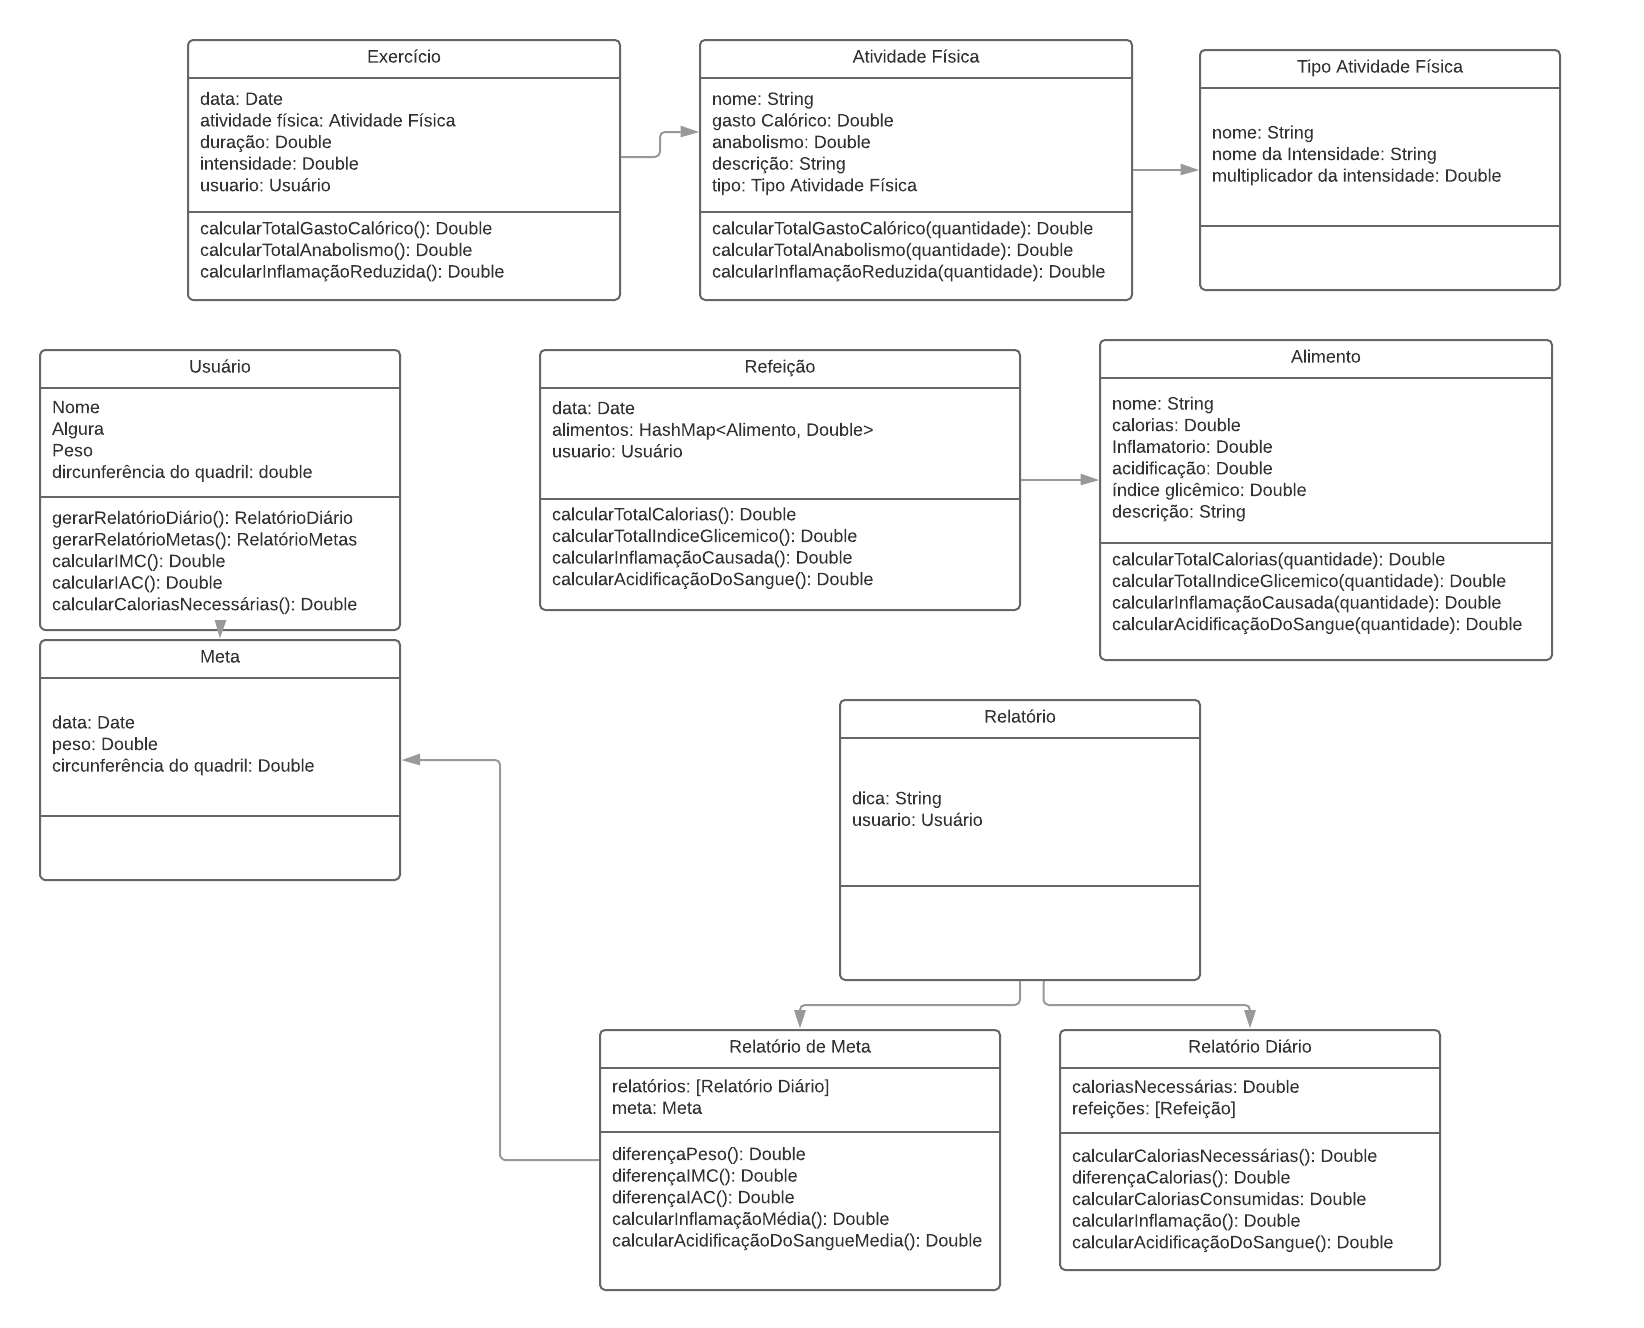 Exercício
data: Date
atividade física: Atividade Física
duração: Double
intensidade: Double
usuario: Usuário
calcularTotalGastoCalórico(): Double
calcularTotalAnabolismo(): Double
calcularInflamaçãoReduzida(): Double
Atividade Física
nome: String
gasto Calórico: Double
anabolismo: Double
descrição: String
tipo: Tipo Atividade Física
calcularTotalGastoCalórico(quantidade): Double
calcularTotalAnabolismo(quantidade): Double
calcularInflamaçãoReduzida(quantidade): Double
Tipo Atividade Física
nome: String
nome da Intensidade: String
multiplicador da intensidade: Double
Usuário
Nome
Algura
Peso
dircunferência do quadril: double
gerarRelatórioDiário(): RelatórioDiário
gerarRelatórioMetas(): RelatórioMetas
calcularIMC(): Double
calcularIAC(): Double
calcularCaloriasNecessárias(): Double
Refeição
data: Date
alimentos: HashMap<Alimento, Double>
usuario: Usuário
calcularTotalCalorias(): Double
calcularTotalIndiceGlicemico(): Double
calcularInflamaçãoCausada(): Double
calcularAcidificaçãoDoSangue(): Double
Alimento
nome: String
calorias: Double
Inflamatorio: Double
acidificação: Double
índice glicêmico: Double
descrição: String
calcularTotalCalorias(quantidade): Double
calcularTotalIndiceGlicemico(quantidade): Double
calcularInflamaçãoCausada(quantidade): Double
calcularAcidificaçãoDoSangue(quantidade): Double
Meta
data: Date
peso: Double
circunferência do quadril: Double
Relatório
dica: String
usuario: Usuário
Relatório de Meta
relatórios: [Relatório Diário]
meta: Meta
diferençaPeso(): Double
diferençaIMC(): Double
diferençaIAC(): Double
calcularInflamaçãoMédia(): Double
calcularAcidificaçãoDoSangueMedia(): Double
Relatório Diário
caloriasNecessárias: Double
refeições: [Refeição]
calcularCaloriasNecessárias(): Double
diferençaCalorias(): Double
calcularCaloriasConsumidas: Double
calcularInflamação(): Double
calcularAcidificaçãoDoSangue(): Double